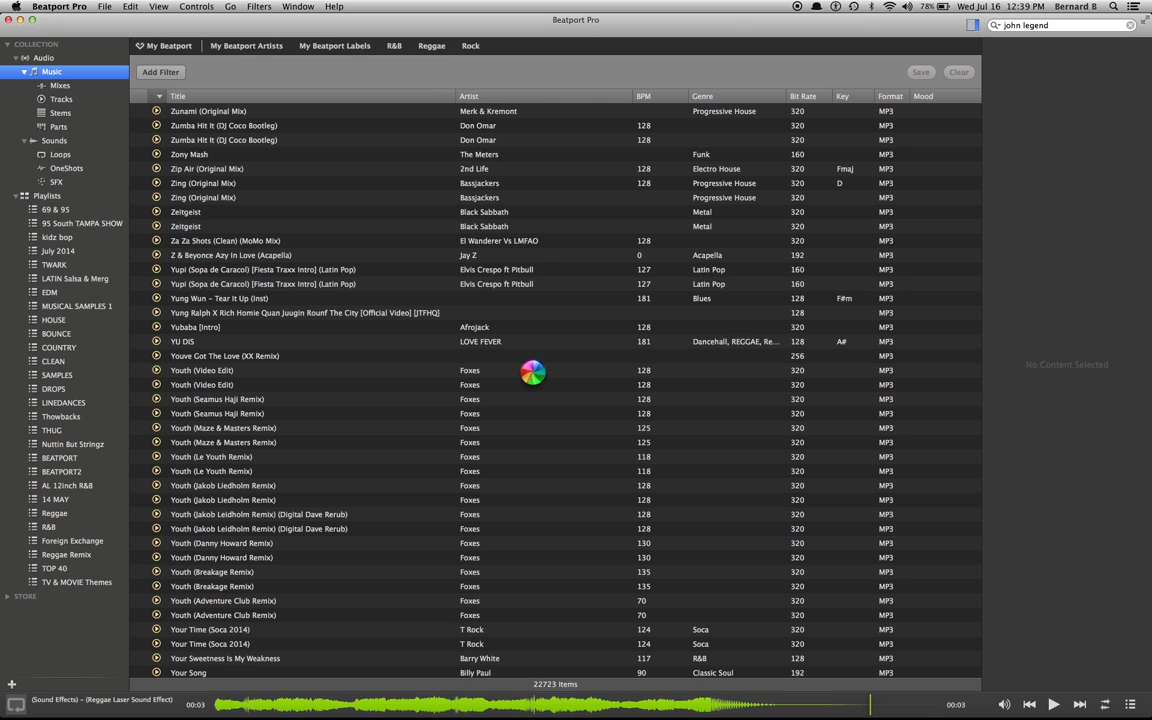 Beatport Pro File Edit View Controls Go Filters Window Help 78% Wed Jul 16 12:39 PM Bernard B
Beatport Pro
john legend
COLLECTION
Audio
Music
Mixes
Tracks
Stems
Parts
Sounds
Loops
OneShots
SFX
Playlists
69 & 95
95 South TAMPA SHOW
kidz bop
July 2014
TWARK
LATIN Salsa & Merg
EDM
MUSICAL SAMPLES 1
HOUSE
BOUNCE
COUNTRY
CLEAN
SAMPLES
DROPS
LINEDANCES
Throwbacks
THUG
Nuttin But Stringz
BEATPORT
BEATPORT2
AL 12inch R&B
14 MAY
Reggae
R&B
Foreign Exchange
Reggae Remix
TOP 40
TV & MOVIE Themes
STORE
My Beatport My Beatport Artists My Beatport Labels R&B Reggae Rock
Add Filter Save Clear
Title Artist BPM Genre Bit Rate Key Format Mood
Zunami (Original Mix) Merk & Kremont Progressive House 320 MP3
Zumba Hit It (DJ Coco Bootleg) Don Omar 128 320 MP3
Zumba Hit It (DJ Coco Bootleg) Don Omar 128 320 MP3
Zony Mash The Meters Funk 160 MP3
Zip Air (Original Mix) 2nd Life 128 Electro House 320 Fmaj MP3
Zing (Original Mix) Bassjackers 128 Progressive House 320 D MP3
Zing (Original Mix) Bassjackers Progressive House 320 MP3
Zeitgeist Black Sabbath Metal 320 MP3
Zeitgeist Black Sabbath Metal 320 MP3
Za Za Shots (Clean) (MoMo Mix) El Wanderer Vs LMFAO 128 320 MP3
Z & Beyonce Azy In Love (Acapella) Jay Z 0 Acapella 192 MP3
Yupi (Sopa de Caracol) [Fiesta Traxx Intro] (Latin Pop) Elvis Crespo ft Pitbull 127 Latin Pop 160 MP3
Yupi (Sopa de Caracol) [Fiesta Traxx Intro] (Latin Pop) Elvis Crespo ft Pitbull 127 Latin Pop 160 MP3
Yung Wun - Tear It Up (Inst) 181 Blues 128 F#m MP3
Yung Ralph X Rich Homie Quan Juugin Rounf The City [Official Video] [JTFHQ] 128 MP3
Yubaba [Intro] Afrojack 128 320 MP3
YU DIS LOVE FEVER 181 Dancehall, REGGAE, Re... 128 A# MP3
Youve Got The Love (XX Remix) 256 MP3
Youth (Video Edit) Foxes 128 320 MP3
Youth (Video Edit) Foxes 128 320 MP3
Youth (Seamus Haji Remix) Foxes 128 320 MP3
Youth (Seamus Haji Remix) Foxes 128 320 MP3
Youth (Maze & Masters Remix) Foxes 125 320 MP3
Youth (Maze & Masters Remix) Foxes 125 320 MP3
Youth (Le Youth Remix) Foxes 118 320 MP3
Youth (Le Youth Remix) Foxes 118 320 MP3
Youth (Jakob Liedholm Remix) Foxes 128 320 MP3
Youth (Jakob Liedholm Remix) Foxes 128 320 MP3
Youth (Jakob Leidholm Remix) (Digital Dave Rerub) Foxes 128 320 MP3
Youth (Jakob Leidholm Remix) (Digital Dave Rerub) Foxes 128 320 MP3
Youth (Danny Howard Remix) Foxes 130 320 MP3
Youth (Danny Howard Remix) Foxes 130 320 MP3
Youth (Breakage Remix) Foxes 135 320 MP3
Youth (Breakage Remix) Foxes 135 320 MP3
Youth (Adventure Club Remix) Foxes 70 320 MP3
Youth (Adventure Club Remix) Foxes 70 320 MP3
Your Time (Soca 2014) T Rock 124 Soca 320 MP3
Your Time (Soca 2014) T Rock 124 Soca 320 MP3
Your Sweetness Is My Weakness Barry White 117 R&B 128 MP3
Your Song Billy Paul 90 Classic Soul 192 MP3
22723 Items
No Content Selected
(Sound Effects) - (Reggae Laser Sound Effect) 00:03 00:03